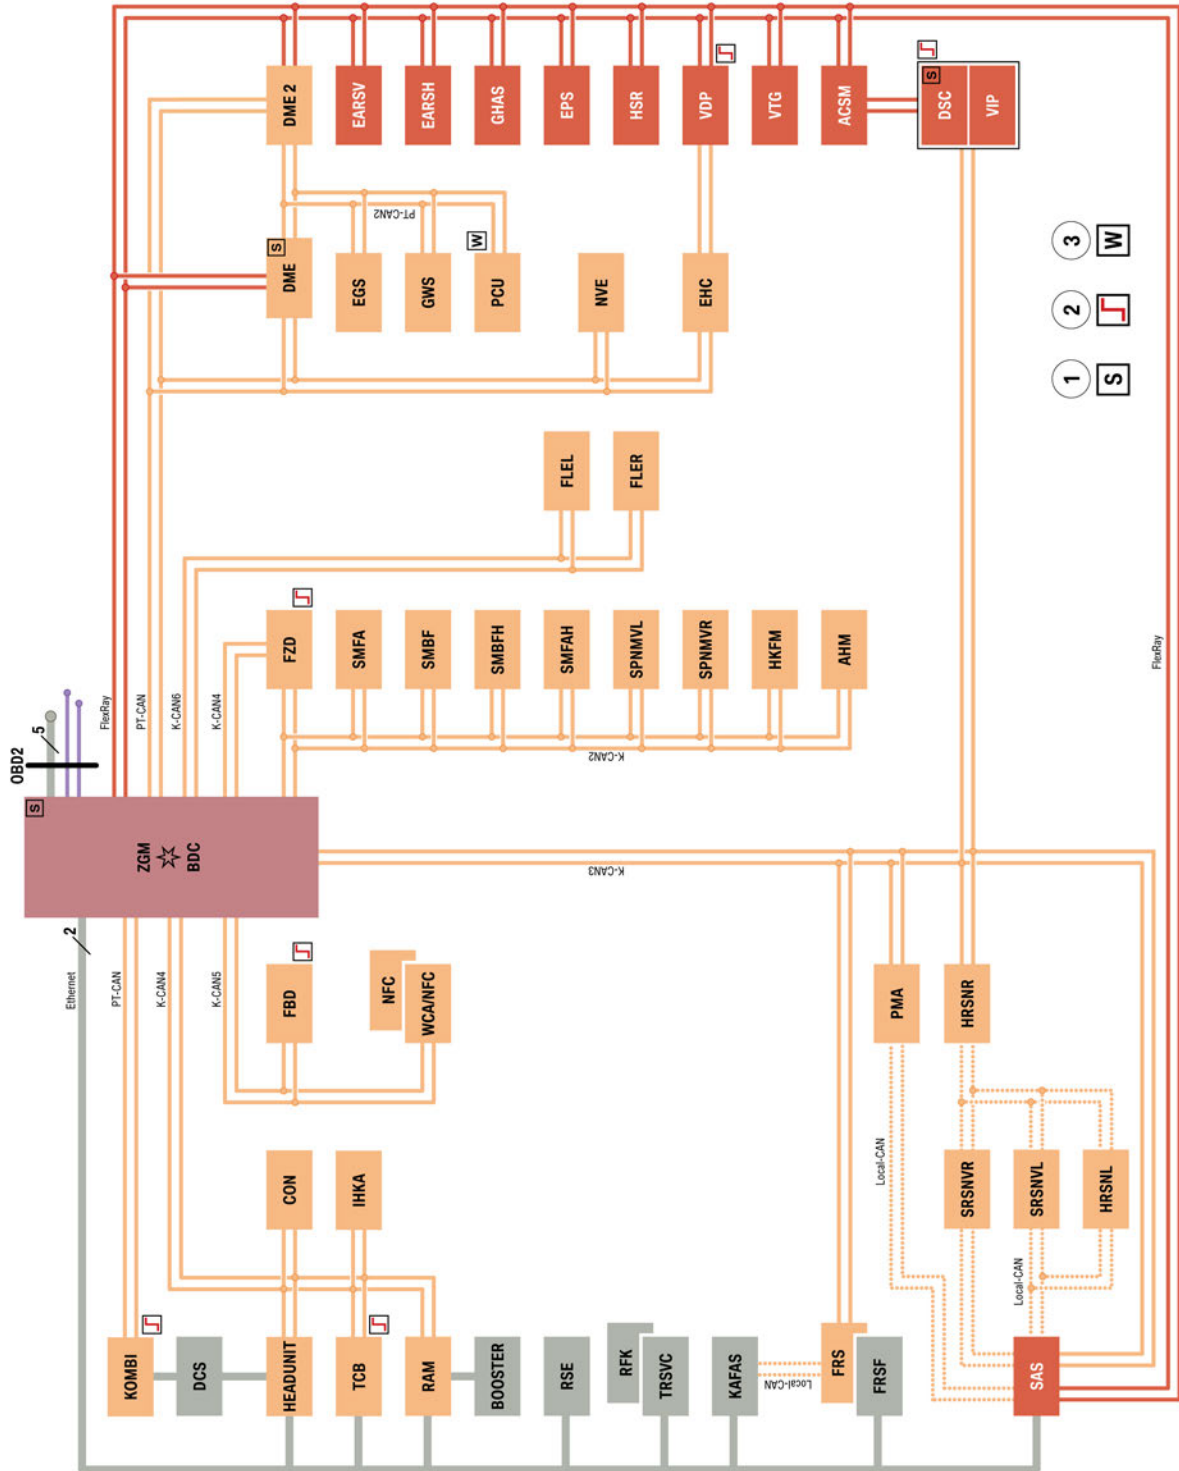 OBD2
5
S
Ethernet
2
FlexRay
KOMBI
PT-CAN
ZGM
PT-CAN
K-CAN4
K-CAN6
DCS
BDC
K-CAN5
K-CAN4
HEADUNIT
CON
FBD
FZD
S
DME
DME 2
TCB
IHKA
SMFA
EGS
EARSV
NFC
PT-CAN2
RAM
WCA/NFC
SMBF
GWS
EARSH
W
BOOSTER
SMBFH
PCU
GHAS
RSE
SMFAH
FLEL
EPS
K-CAN3
K-CAN2
NVE
RFK
SPNMVL
FLER
HSR
TRSVC
SPNMVR
EHC
VDP
KAFAS
HKFM
VTG
Local-CAN
FRS
AHM
ACSM
FRSF
Local-CAN
PMA
S
DSC
SRSNVR
HRSNR
VIP
Local-CAN
SAS
SRSNVL
HRSNL
1
2
3
S
W
FlexRay